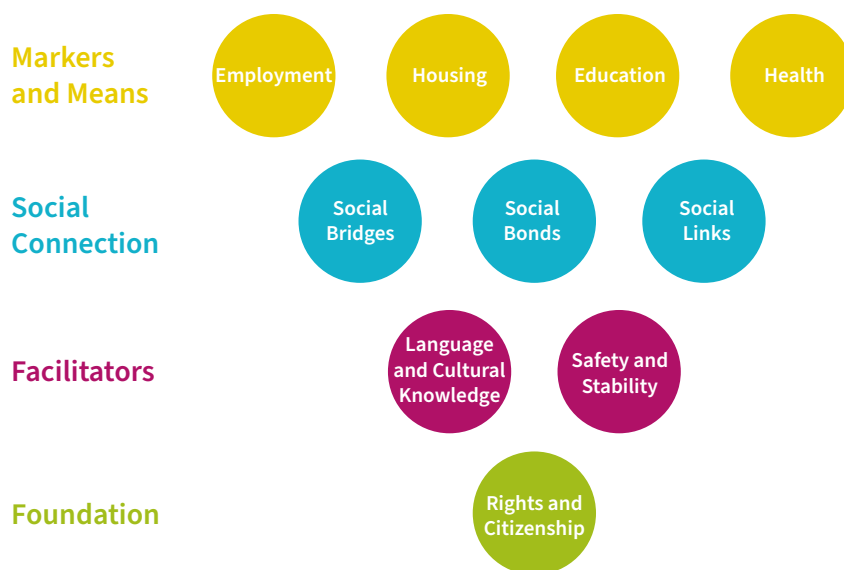 Markers
and Means
Employment
Housing
Education
Health
Social
Connection
Social
Bridges
Social
Bonds
Social
Links
Facilitators
Language
and Cultural
Knowledge
Safety and
Stability
Foundation
Rights and
Citizenship